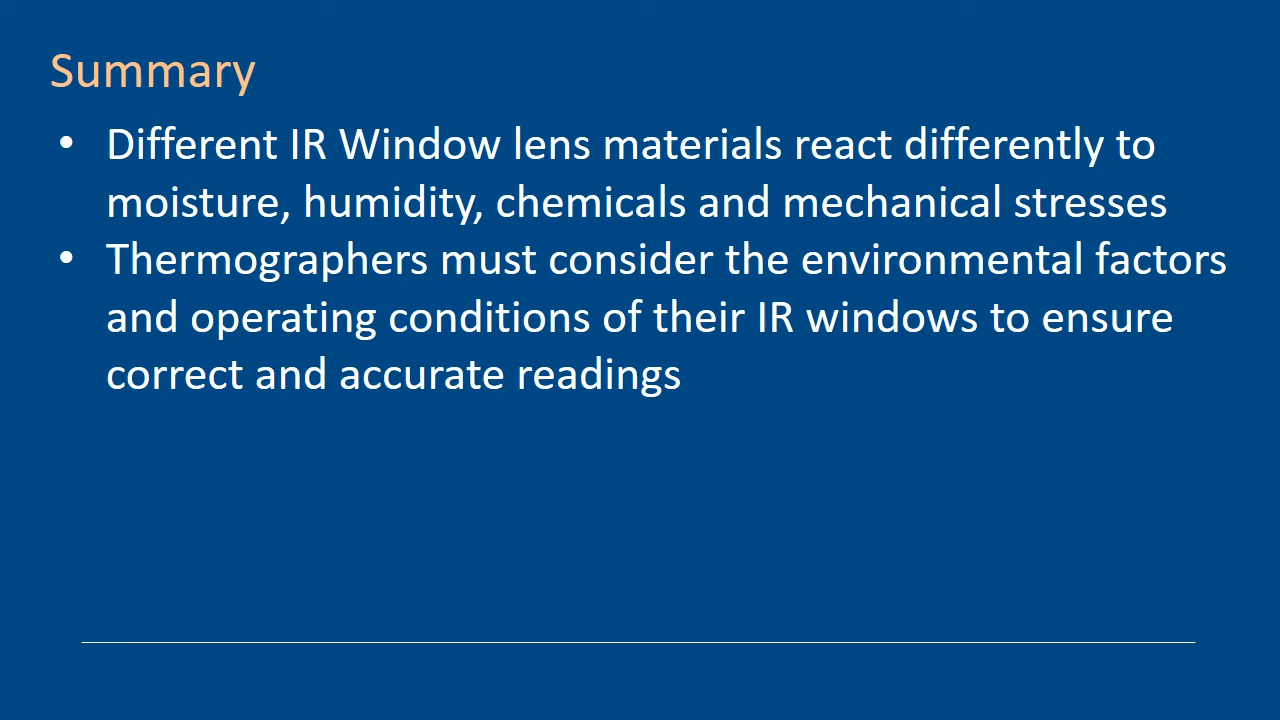 Summary
• Different IR Window lens materials react differently to
moisture, humidity, chemicals and mechanical stresses
• Thermographers must consider the environmental factors
and operating conditions of their IR windows to ensure
correct and accurate readings